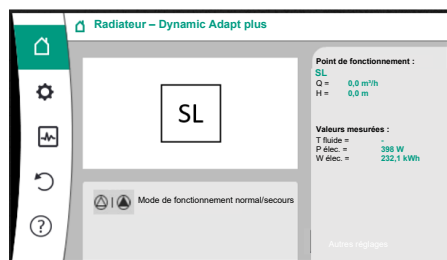 Radiateur – Dynamic Adapt plus
SL
Mode de fonctionnement normal/secours
Point de fonctionnement :
SL
Q = 0,0 m³/h
H = 0,0 m
Valeurs mesurées :
T fluide = -
P élec. = 398 W
W élec. = 232,1 kWh
Autres réglages
?